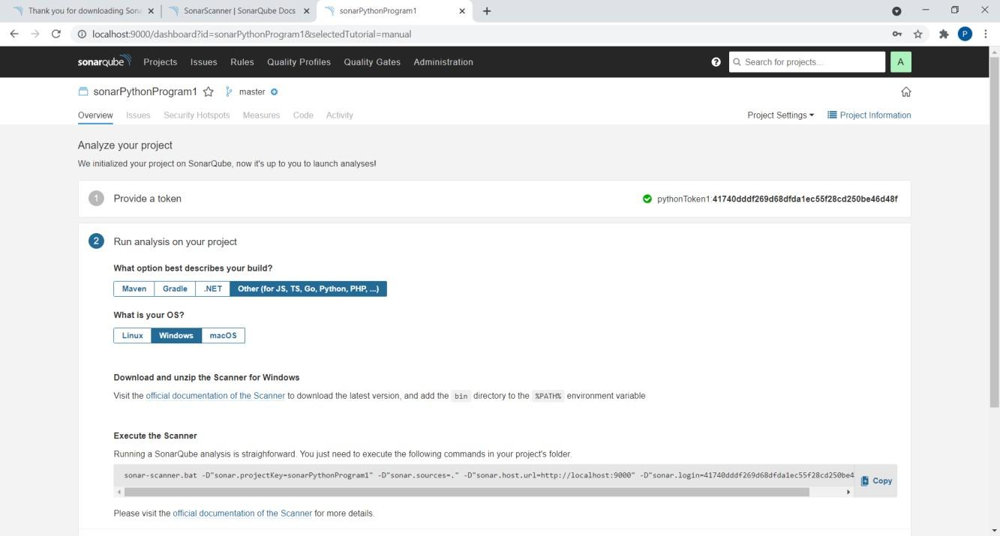 Thank you for downloading Sona
SonarScanner | SonarQube Docs
sonarPythonProgram1
localhost:9000/dashboard?id=sonarPythonProgram1&selectedTutorial=manual
P
sonarqube Projects Issues Rules Quality Profiles Quality Gates Administration
? Search for projects... A
sonarPythonProgram1 master
Overview Issues Security Hotspots Measures Code Activity
Project Settings Project Information
Analyze your project
We initialized your project on SonarQube, now it's up to you to launch analyses!
1 Provide a token
pythonToken1:41740dddf269d68dfda1ec55f28cd250be46d48f
2 Run analysis on your project
What option best describes your build?
Maven Gradle .NET Other (for JS, TS, Go, Python, PHP, ...)
What is your OS?
Linux Windows macOS
Download and unzip the Scanner for Windows
Visit the official documentation of the Scanner to download the latest version, and add the bin directory to the %PATH% environment variable
Execute the Scanner
Running a SonarQube analysis is straighforward. You just need to execute the following commands in your project's folder.
sonar-scanner.bat -D"sonar.projectKey=sonarPythonProgram1" -D"sonar.sources=." -D"sonar.host.url=http://localhost:9000" -D"sonar.login=41740dddf269d68dfda1ec55f28cd250be4
Copy
Please visit the official documentation of the Scanner for more details.